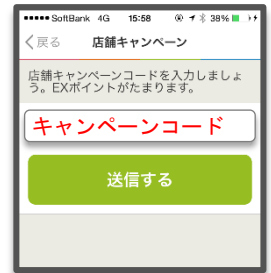 ●●●●● SoftBank 4G 15:58 38%
戻る 店舗キャンペーン
店舗キャンペーンコードを入力しましょ
う。EXポイントがたまります。
キャンペーンコード
送信する